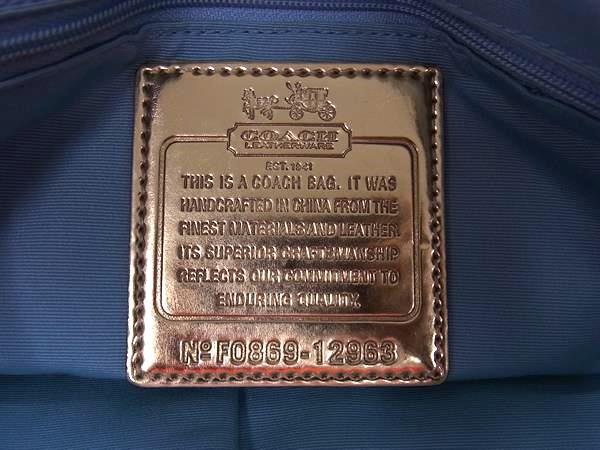 COACH
LEATHERWARE
EST. 1941
THIS IS A COACH BAG. IT WAS
HANDCRAFTED IN CHINA FROM THE
FINEST MATERIALS AND LEATHER.
ITS SUPERIOR CRAFTSMANSHIP
REFLECTS OUR COMMITMENT TO
ENDURING QUALITY.
Nº F0869-12963